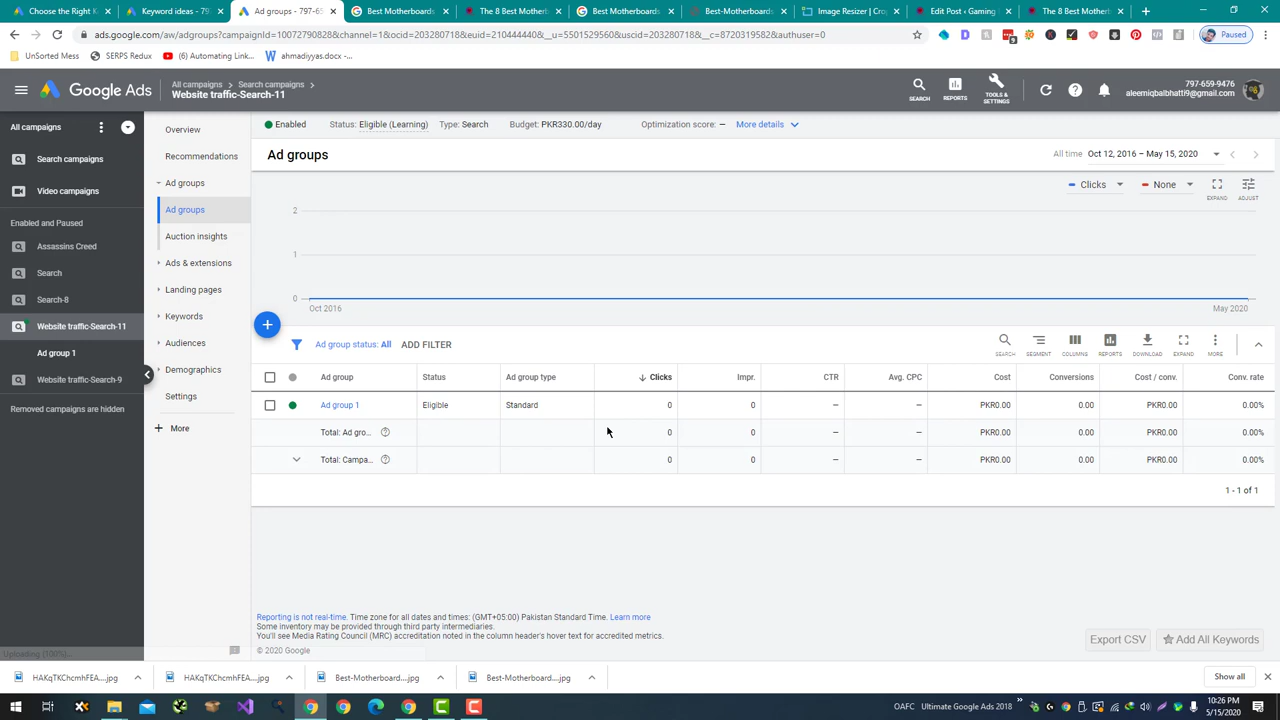 Choose the Right K
Keyword ideas - 797
Ad groups - 797-65
Best Motherboards
The 8 Best Motherb
Best Motherboards
Best Motherboards
Image Resizer | Cro
Edit Post ‹ Gaming
The 8 Best Motherb
ads.google.com/aw/adgroups?campaignId=10072790828&channel=1&ocid=203280718&euid=210444440&__u=5501529560&uscid=203280718&__c=8720319582&authuser=0
Paused
UnSorted Mess
SERPS Redux
(1) Automating Link...
ahmadiyyas.docx -...
Google Ads
All campaigns
Search campaigns
Website traffic-Search-11
SEARCH
REPORTS
TOOLS & SETTINGS
797-659-9476
aleemiqbalbhatti9@gmail.com
All campaigns
Search campaigns
Video campaigns
Enabled and Paused
Assassins Creed
Search
Search-8
Website traffic-Search-11
Ad group 1
Website traffic-Search-9
Removed campaigns are hidden
Uploading (100%)...
Overview
Recommendations
Ad groups
Ad groups
Auction insights
Ads & extensions
Landing pages
Keywords
Audiences
Demographics
Settings
More
Enabled Status: Eligible (Learning) Type: Search Budget: PKR330.00/day Optimization score: — More details
Ad groups
All time Oct 12, 2016 – May 15, 2020
Clicks
None
EXPAND
ADJUST
2
1
0
Oct 2016
May 2020
Ad group status: All ADD FILTER
SEARCH
SEGMENT
COLUMNS
REPORTS
DOWNLOAD
EXPAND
MORE
Ad group Status Ad group type Clicks Impr. CTR Avg. CPC Cost Conversions Cost / conv. Conv. rate
Ad group 1 Eligible Standard 0 0 – – PKR0.00 0.00 PKR0.00 0.00%
Total: Ad gro... 0 0 – – PKR0.00 0.00 PKR0.00 0.00%
Total: Campa... 0 0 – – PKR0.00 0.00 PKR0.00 0.00%
1 - 1 of 1
Reporting is not real-time. Time zone for all dates and times: (GMT+05:00) Pakistan Standard Time. Learn more
Some inventory may be provided through third party intermediaries.
You'll see Media Rating Council (MRC) accreditation noted in the column header's hover text for accredited metrics.
© 2020 Google
Export CSV
Add All Keywords
HAKqTKChcmhFEA....jpg
HAKqTKChcmhFEA....jpg
Best-Motherboard....jpg
Best-Motherboard....jpg
Show all
OAFC
Ultimate Google Ads 2018
10:26 PM
5/15/2020